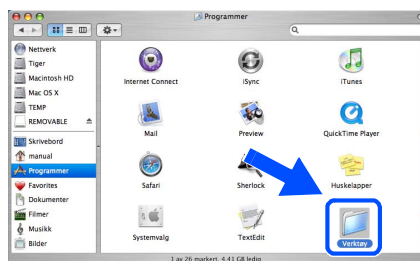 Programmer
Nettverk
Tiger
Macintosh HD
Mac OS X
TEMP
REMOVABLE
Skrivebord
manual
Programmer
Favorites
Dokumenter
Filmer
Musikk
Bilder
Internet Connect
iSync
iTunes
Mail
Preview
QuickTime Player
Safari
Sherlock
Huskelapper
Systemvalg
TextEdit
Verktøy
1 av 26 markert, 4,41 GB ledig